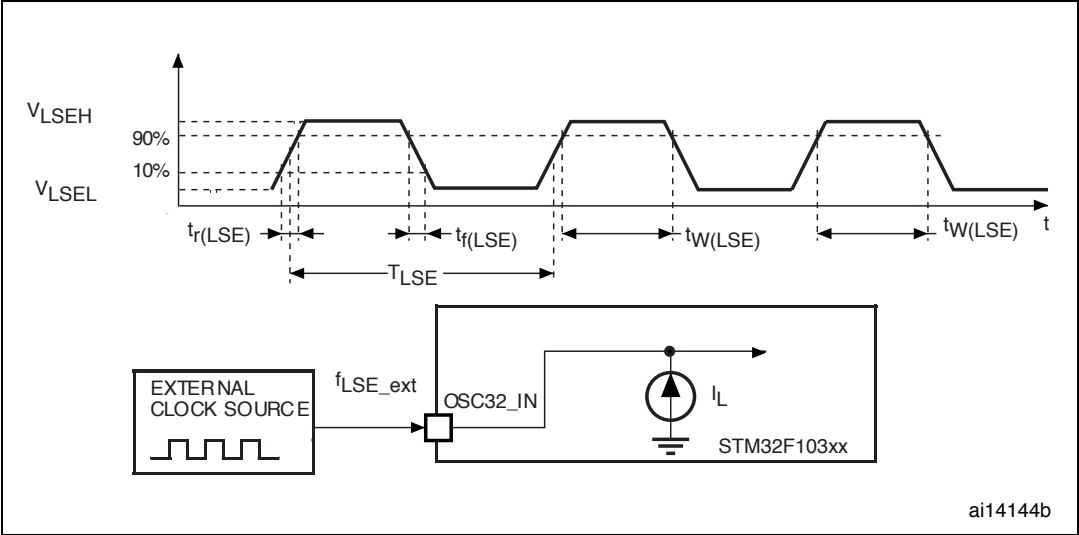 VLSEH
90%
10%
VLSEL
tr(LSE)
tf(LSE)
tW(LSE)
tW(LSE)
t
TLSE
EXTERNAL
CLOCK SOURCE
fLSE_ext
OSC32_IN
IL
STM32F103xx
ai14144b